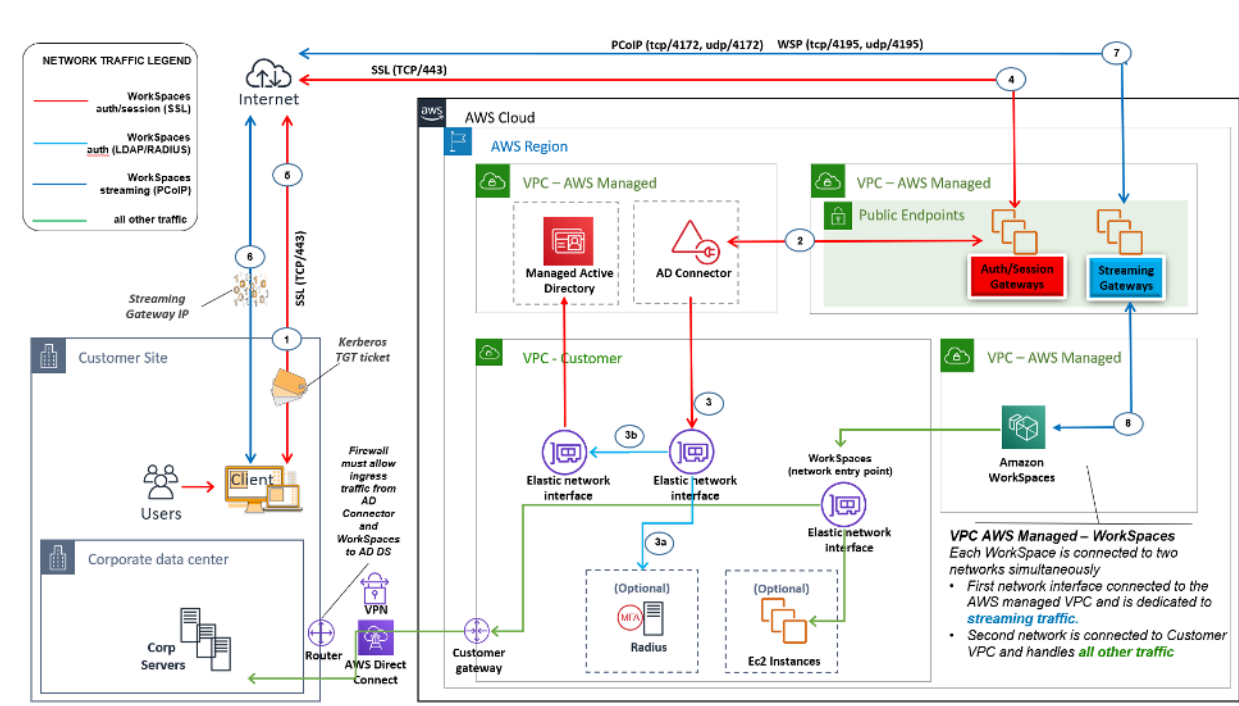 PCoIP (tcp/4172, udp/4172) WSP (tcp/4195, udp/4195)
7
NETWORK TRAFFIC LEGEND
WorkSpaces
auth/session (SSL)
WorkSpaces
auth (LDAP/RADIUS)
WorkSpaces
streaming (PCoIP)
all other traffic
Internet
SSL (TCP/443)
4
aws
AWS Cloud
AWS Region
VPC – AWS Managed
Managed Active
Directory
AD Connector
2
VPC – AWS Managed
Public Endpoints
Auth/Session
Gateways
Streaming
Gateways
5
6
SSL (TCP/443)
Streaming
Gateway IP
1
Kerberos
TGT ticket
Customer Site
Users
Client
Firewall
must allow
ingress
traffic from
AD
Connector
and
WorkSpaces
to AD DS
Corporate data center
Corp
Servers
Router
VPN
AWS Direct
Connect
VPC - Customer
3
3b
Elastic network
interface
Elastic network
interface
3a
WorkSpaces
(network entry point)
Elastic network
interface
Customer
gateway
(Optional)
MFA
Radius
(Optional)
Ec2 Instances
VPC – AWS Managed
8
Amazon
WorkSpaces
VPC AWS Managed – WorkSpaces
Each WorkSpace is connected to two
networks simultaneously
• First network interface connected to the
AWS managed VPC and is dedicated to
streaming traffic.
• Second network is connected to Customer
VPC and handles all other traffic